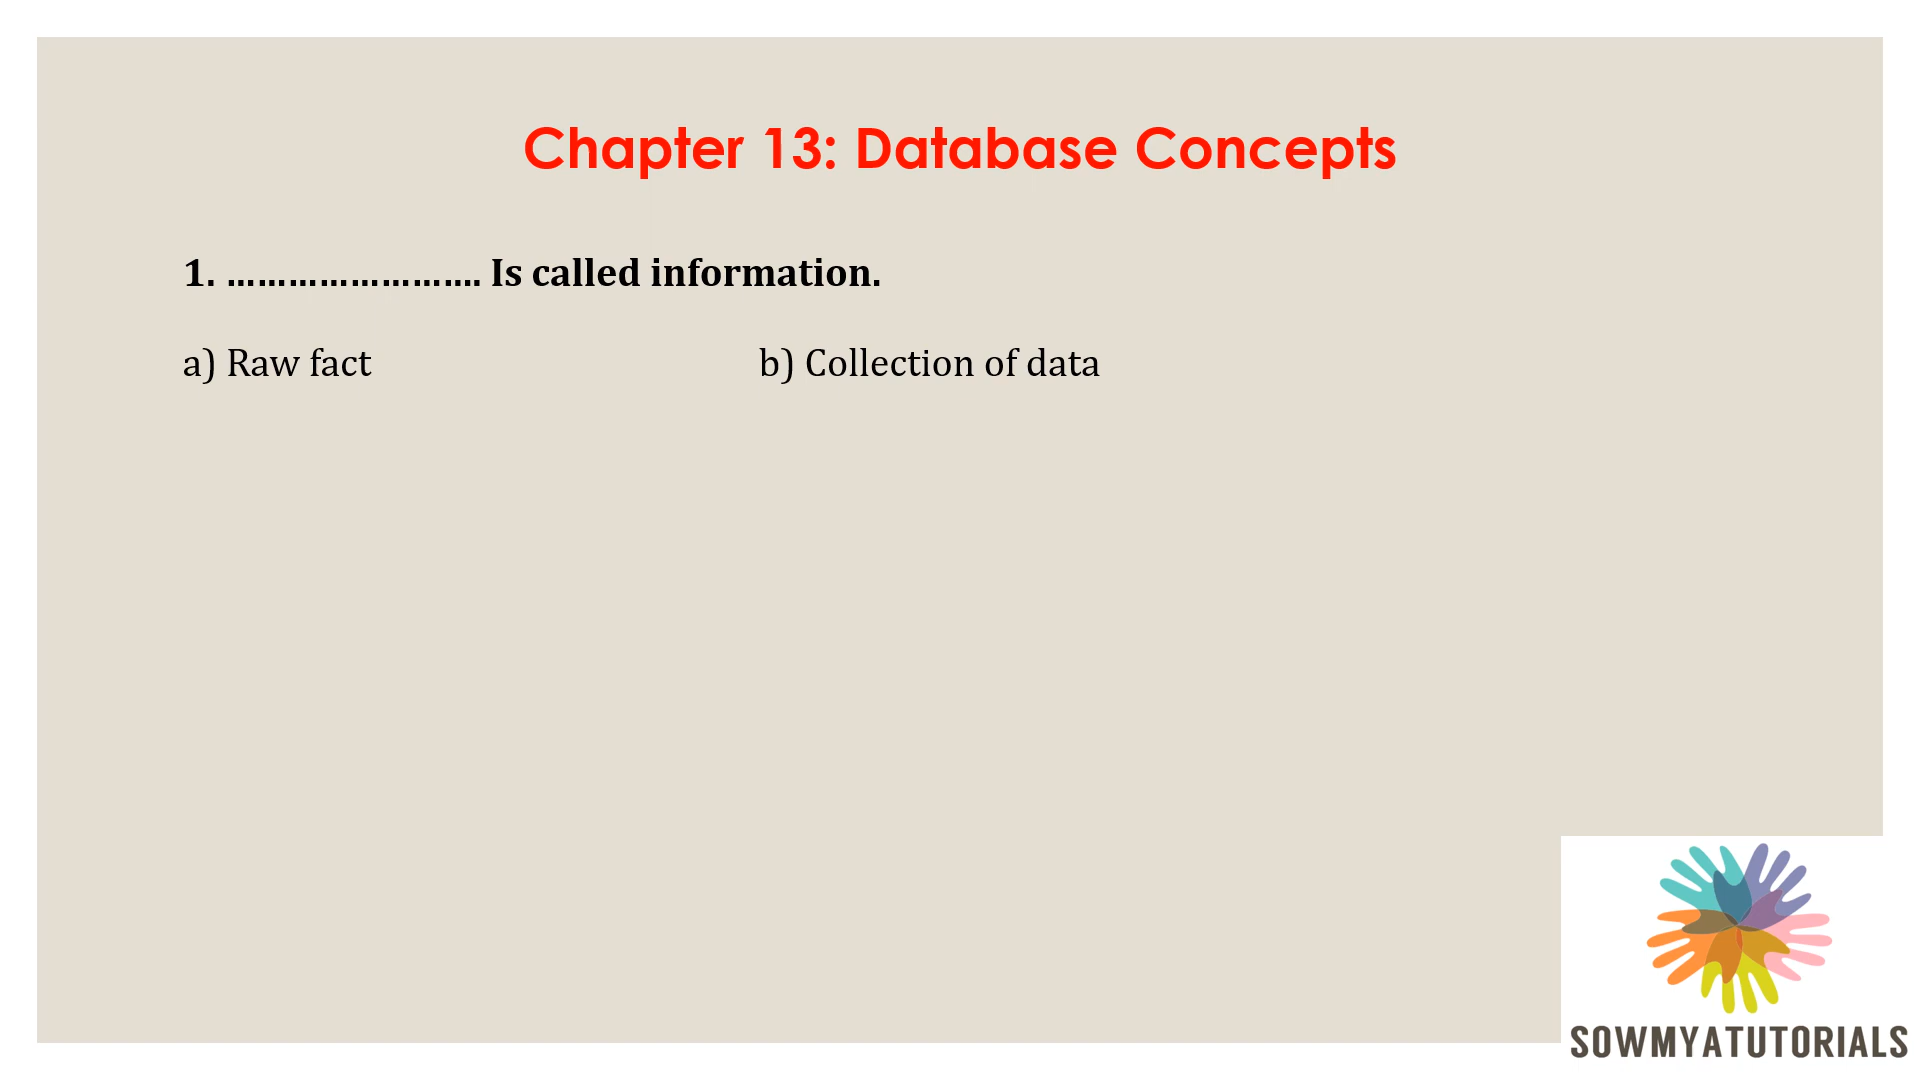 Chapter 13: Database Concepts
1. ……………………. Is called information.
a) Raw fact b) Collection of data
SOWMYATUTORIALS